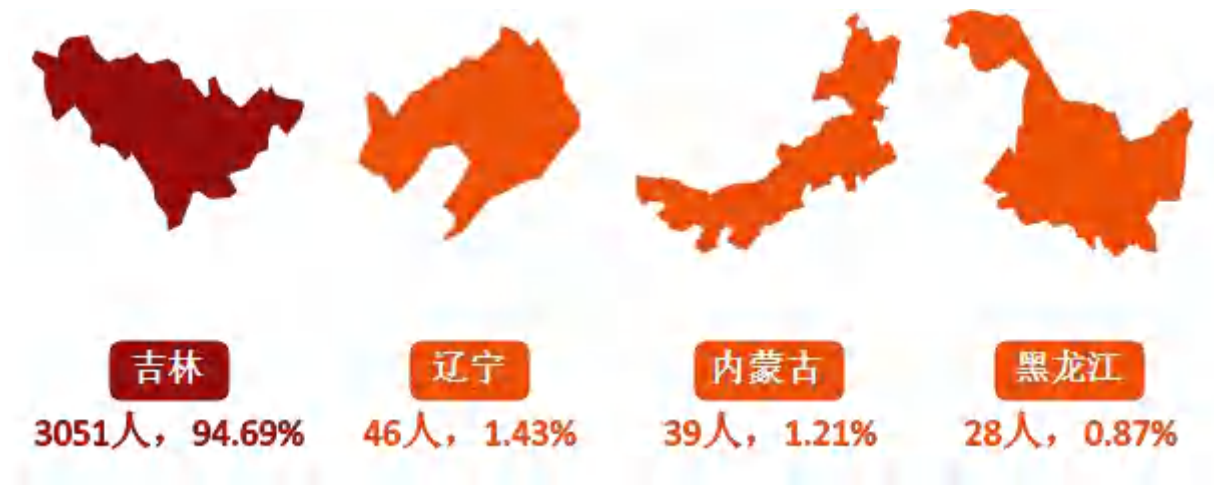 吉林
辽宁
内蒙古
黑龙江
3051人，94.69%
46人，1.43%
39人，1.21%
28人，0.87%